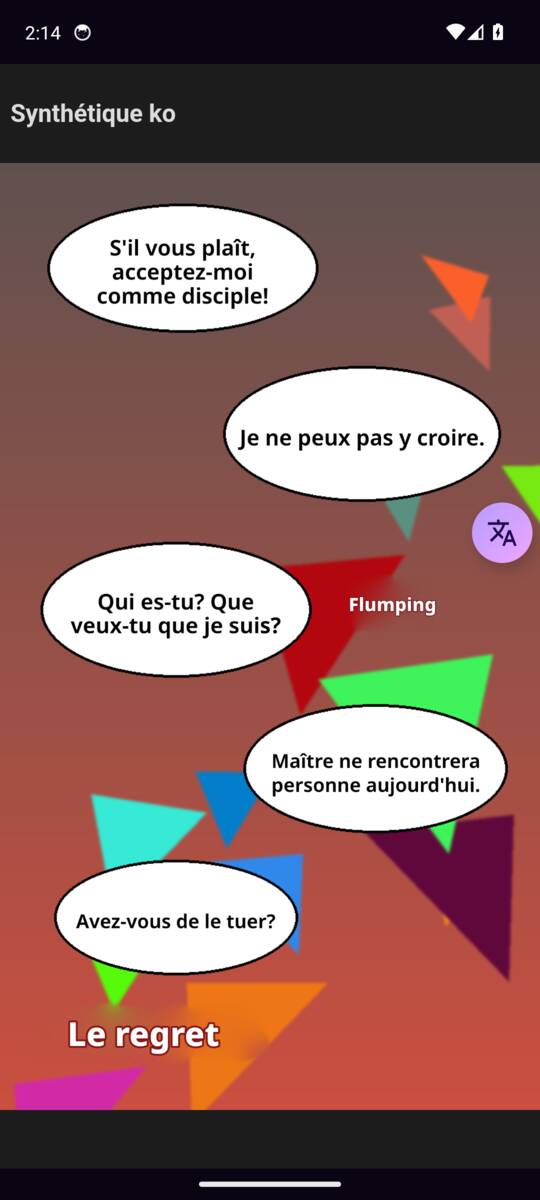 2:14
Synthétique ko
S'il vous plaît,
acceptez-moi
comme disciple!
Je ne peux pas y croire.
Qui es-tu? Que
veux-tu que je suis?
Flumping
Maître ne rencontrera
personne aujourd'hui.
Avez-vous de le tuer?
Le regret